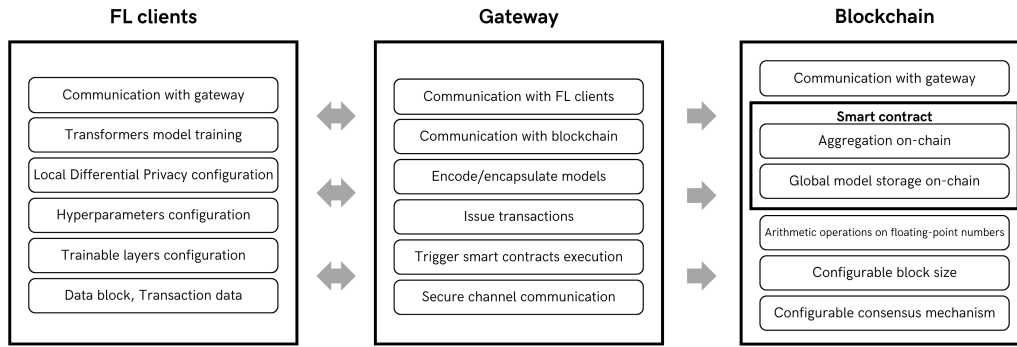 FL clients
Communication with gateway
Transformers model training
Local Differential Privacy configuration
Hyperparameters configuration
Trainable layers configuration
Data block, Transaction data
Gateway
Communication with FL clients
Communication with blockchain
Encode/encapsulate models
Issue transactions
Trigger smart contracts execution
Secure channel communication
Blockchain
Communication with gateway
Smart contract
Aggregation on-chain
Global model storage on-chain
Arithmetic operations on floating-point numbers
Configurable block size
Configurable consensus mechanism